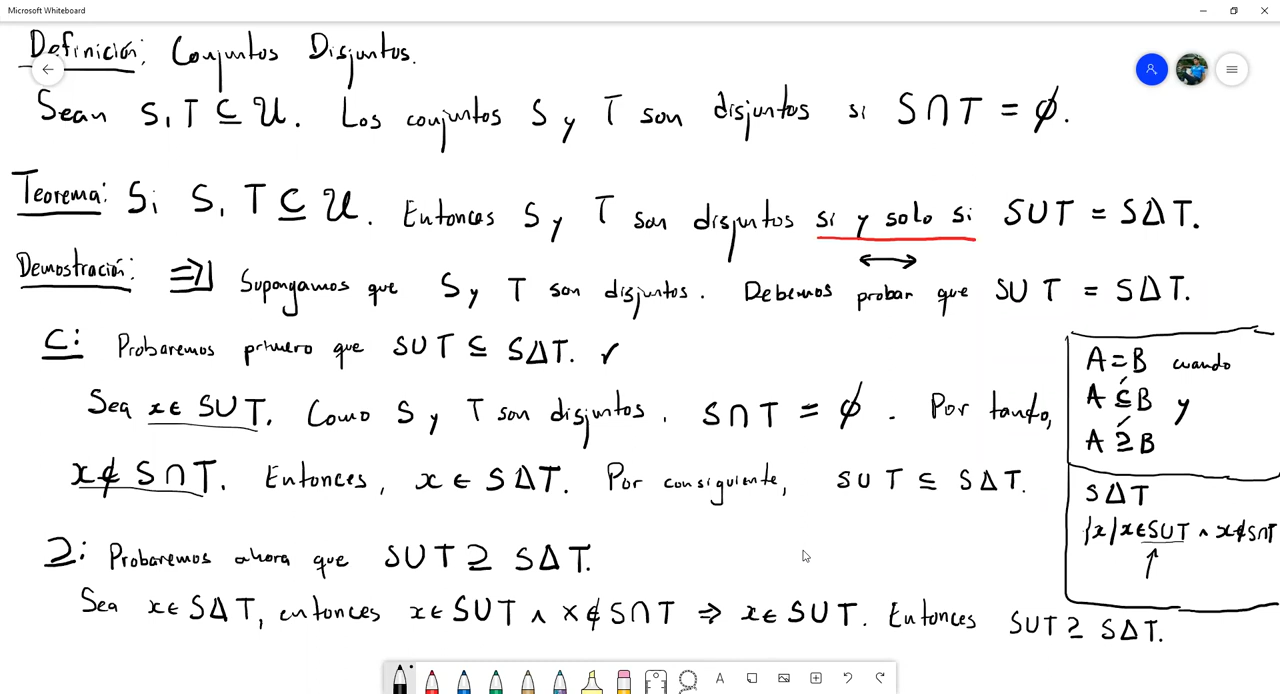 Microsoft Whiteboard
Definición: Conjuntos Disjuntos.
Sean S, T ⊆ U. Los conjuntos S y T son disjuntos si S∩T = ∅.
Teorema: Si S, T ⊆ U. Entonces S y T son disjuntos si y solo si S∪T = S∆T.
Demostración: ⇒| Supongamos que S y T son disjuntos. Debemos probar que S∪T = S∆T.
⊂: Probaremos primero que S∪T ⊆ S∆T. ✓
Sea x∈ S∪T. Como S y T son disjuntos, S∩T = ∅. Por tanto,
x∉ S∩T. Entonces, x ∈ S∆T. Por consiguiente, S∪T ⊆ S∆T.
⊇: Probaremos ahora que S∪T ⊇ S∆T.
Sea x∈ S∆T, entonces x∈ S∪T ∧ x∉S∩T ⇒ x∈ S∪T. Entonces S∪T ⊇ S∆T.
A=B cuando
A⊆B y
A⊇B
S∆T
{x/x∈S∪T ∧ x∉S∩T
A